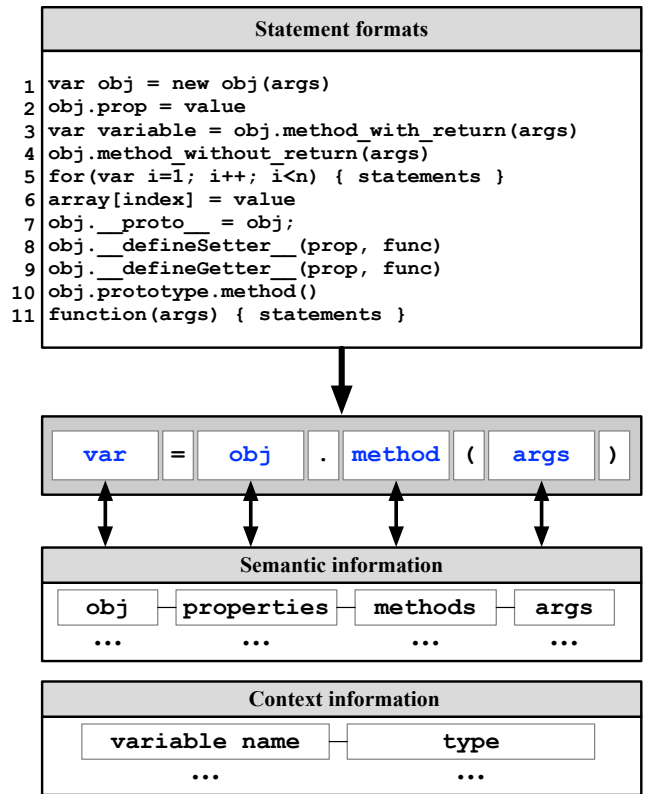 Statement formats
1 var obj = new obj(args)
2 obj.prop = value
3 var variable = obj.method_with_return(args)
4 obj.method_without_return(args)
5 for(var i=1; i++; i<n) { statements }
6 array[index] = value
7 obj.__proto__ = obj;
8 obj.__defineSetter__(prop, func)
9 obj.__defineGetter__(prop, func)
10 obj.prototype.method()
11 function(args) { statements }
var = obj . method ( args )
Semantic information
obj properties methods args
... ... ... ...
Context information
variable name type
... ...